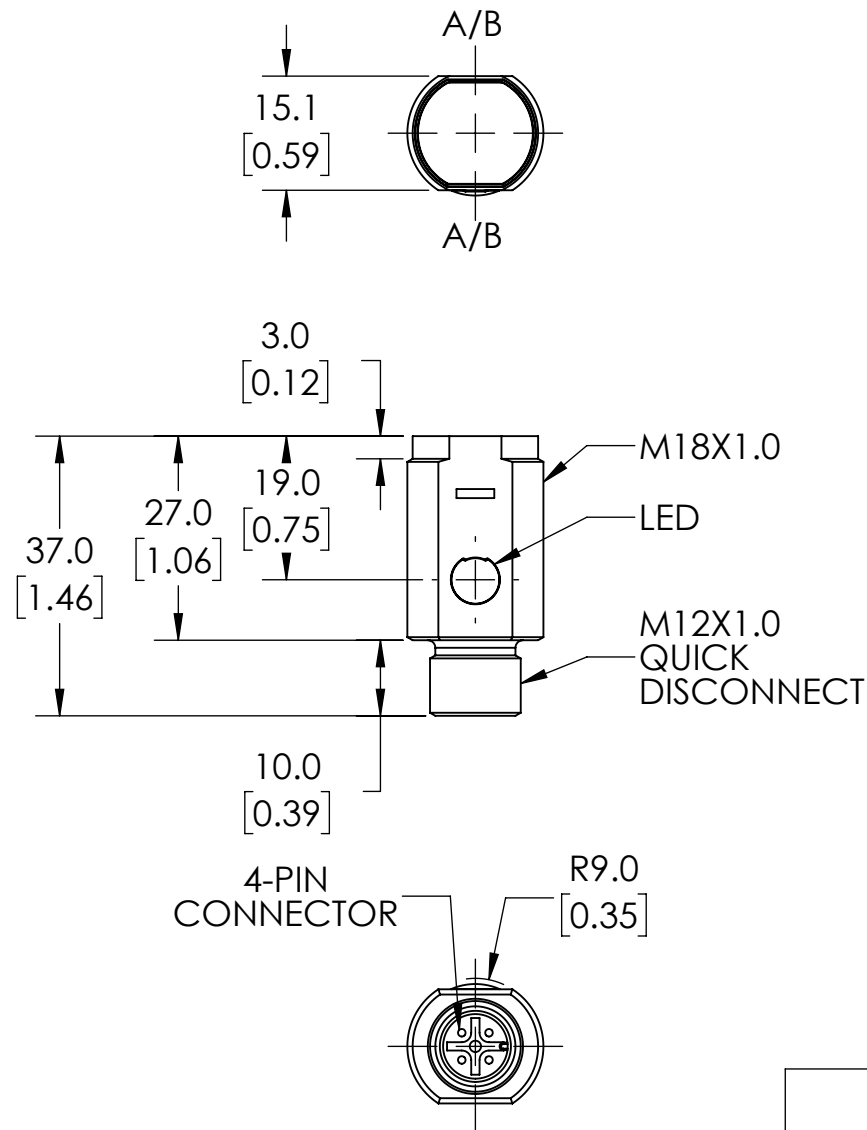 A/B
15.1
[0.59]
A/B
3.0
[0.12]
M18X1.0
19.0
[0.75]
27.0
[1.06]
LED
37.0
[1.46]
M12X1.0
QUICK
DISCONNECT
10.0
[0.39]
4-PIN
CONNECTOR
R9.0
[0.35]